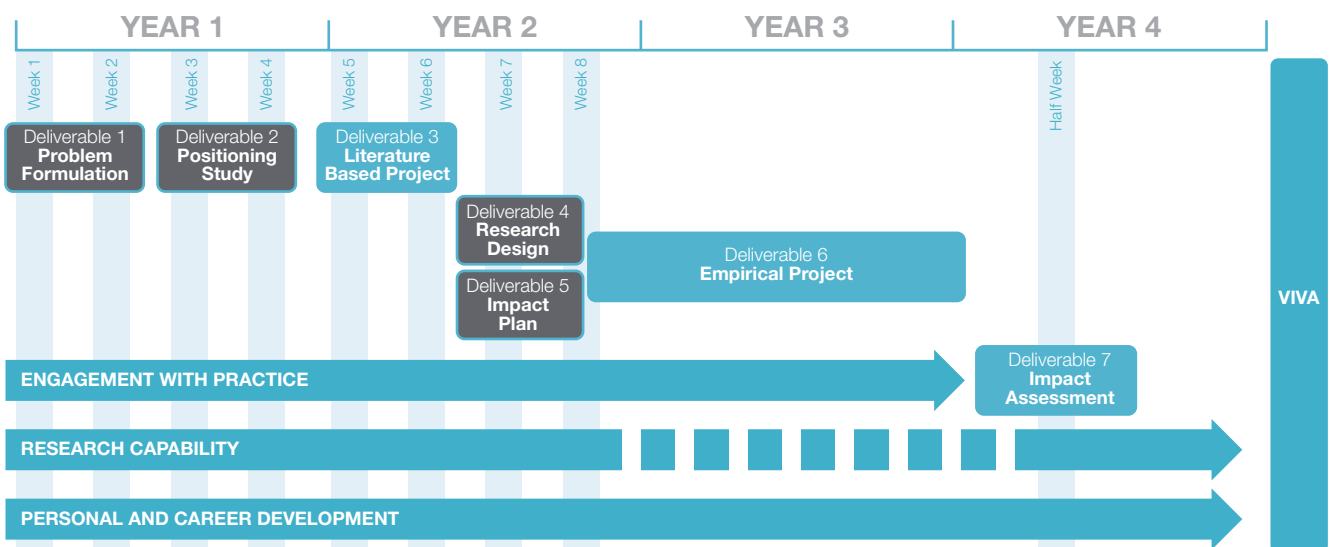 YEAR 1
YEAR 2
YEAR 3
YEAR 4
Week 1
Week 2
Week 3
Week 4
Week 5
Week 6
Week 7
Week 8
Half Week
Deliverable 1
Problem
Formulation
Deliverable 2
Positioning
Study
Deliverable 3
Literature
Based Project
Deliverable 4
Research
Design
Deliverable 5
Impact
Plan
Deliverable 6
Empirical Project
VIVA
Deliverable 7
Impact
Assessment
ENGAGEMENT WITH PRACTICE
RESEARCH CAPABILITY
PERSONAL AND CAREER DEVELOPMENT